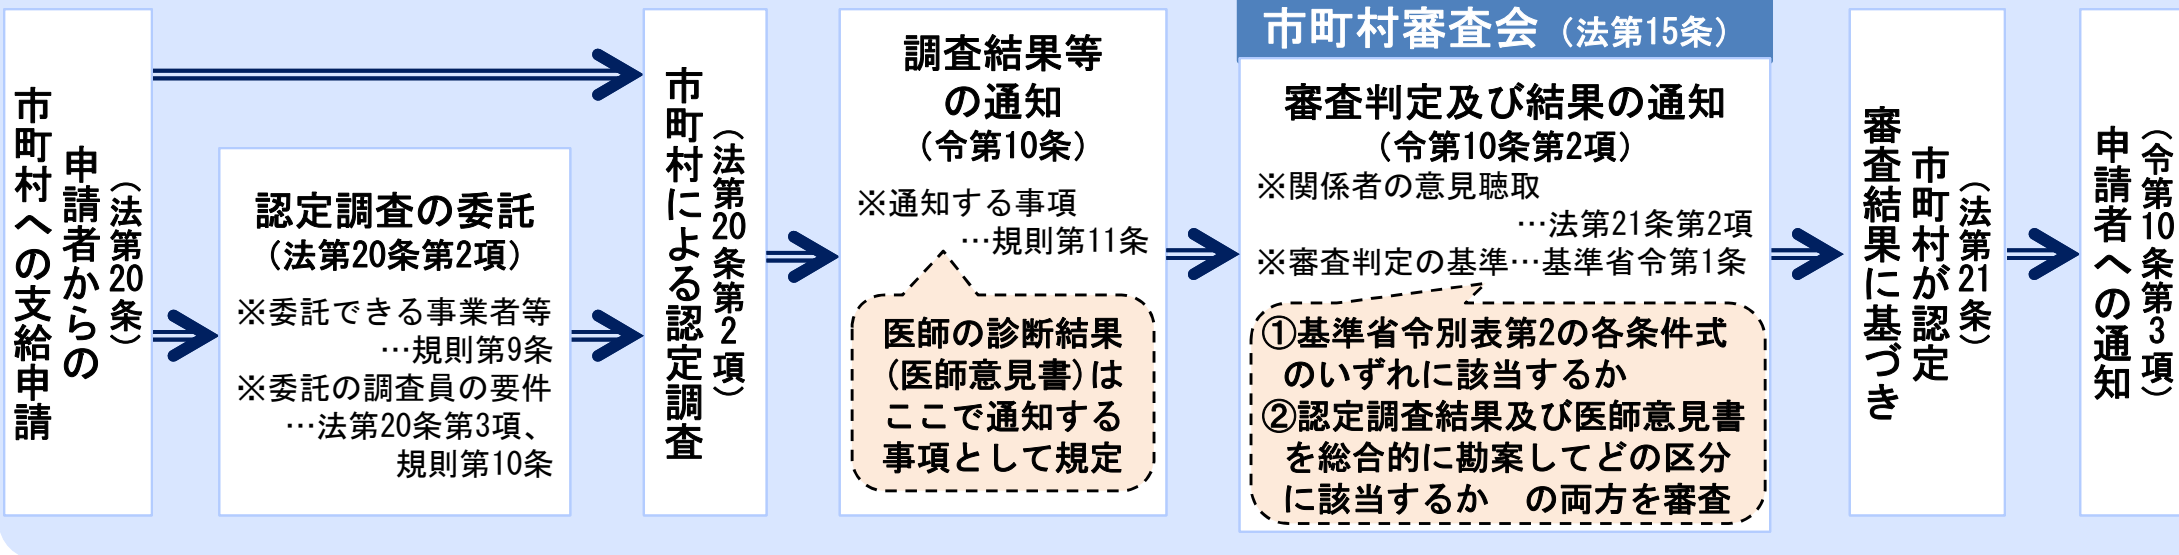 市町村への支給申請
申請者からの
（法第20条）
認定調査の委託
（法第20条第2項）
※委託できる事業者等
…規則第9条
※委託の調査員の要件
…法第20条第3項、
規則第10条
市町村による認定調査
（法第20条第2項）
調査結果等
の通知
（令第10条）
※通知する事項
…規則第11条
医師の診断結果
（医師意見書）は
ここで通知する
事項として規定
市町村審査会（法第15条）
審査判定及び結果の通知
（令第10条第2項）
※関係者の意見聴取
…法第21条第2項
※審査判定の基準…基準省令第1条
①基準省令別表第2の各条件式
のいずれに該当するか
②認定調査結果及び医師意見書
を総合的に勘案してどの区分
に該当するか　の両方を審査
審査結果に基づき
市町村が認定
（法第21条）
申請者への通知
（令第10条第3項）